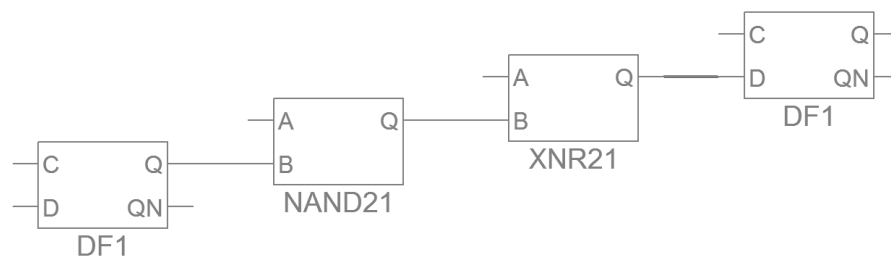 C Q
D QN
DF1
A Q
B
NAND21
A Q
B
XNR21
C Q
D QN
DF1